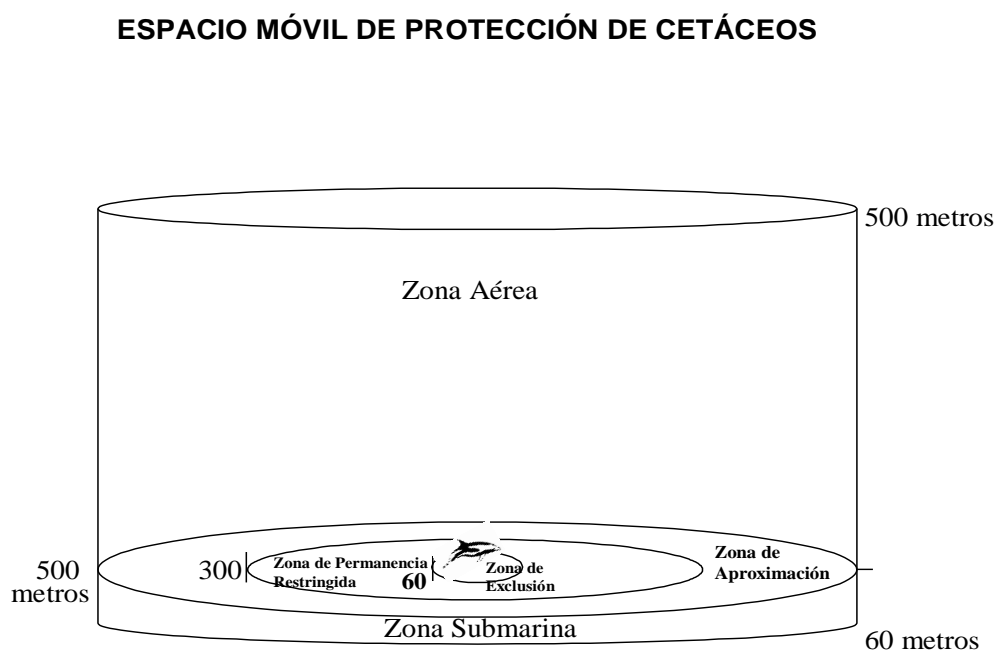 ESPACIO MÓVIL DE PROTECCIÓN DE CETÁCEOS
500 metros
Zona Aérea
500
metros
300
Zona de Permanencia
Restringida
60
Zona de
Exclusión
Zona de
Aproximación
Zona Submarina
60 metros